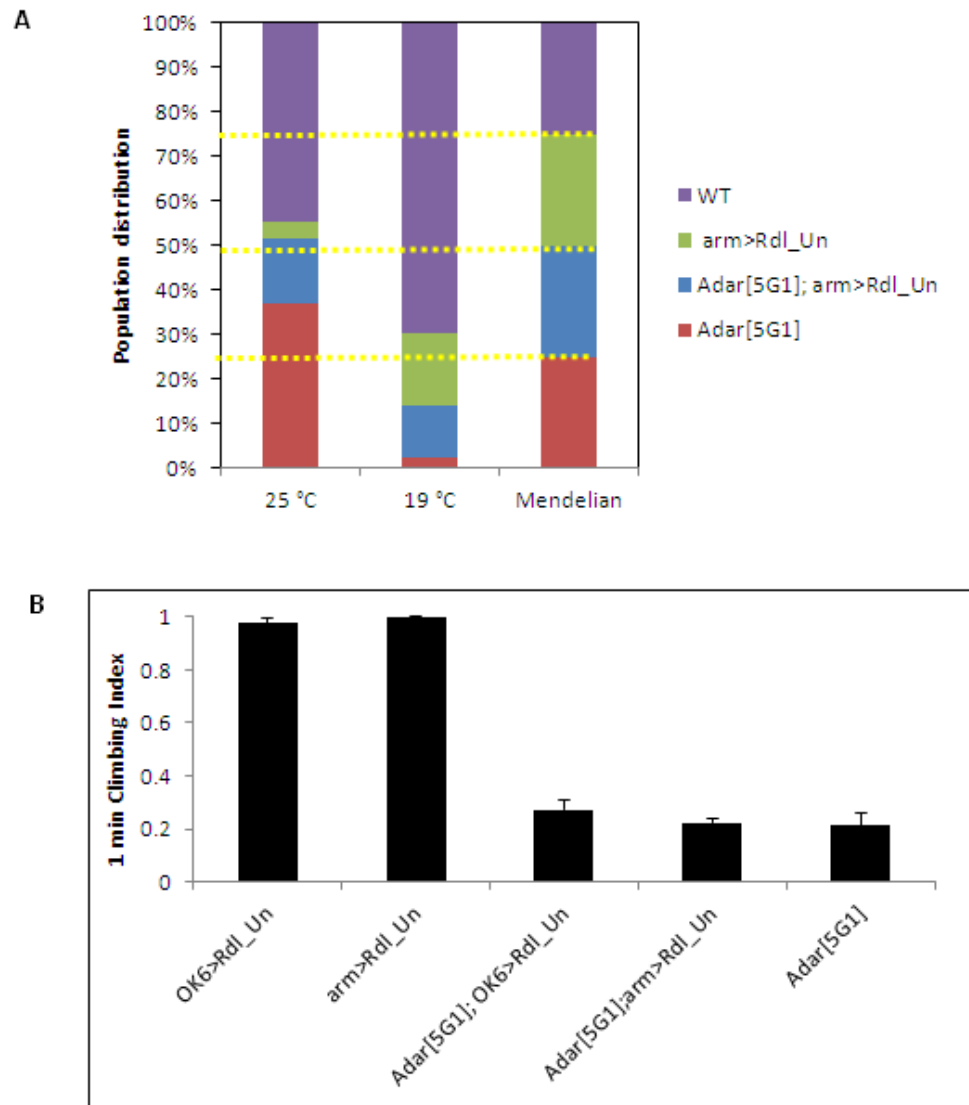 A
Population distribution
100%
90%
80%
70%
60%
50%
40%
30%
20%
10%
0%
25 °C
19 °C
Mendelian
WT
arm>Rdl_Un
Adar[5G1]; arm>Rdl_Un
Adar[5G1]
B
1 min Climbing Index
1
0.8
0.6
0.4
0.2
0
OK6>Rdl_Un
arm>Rdl_Un
Adar[5G1]; OK6>Rdl_Un
Adar[5G1];arm>Rdl_Un
Adar[5G1]